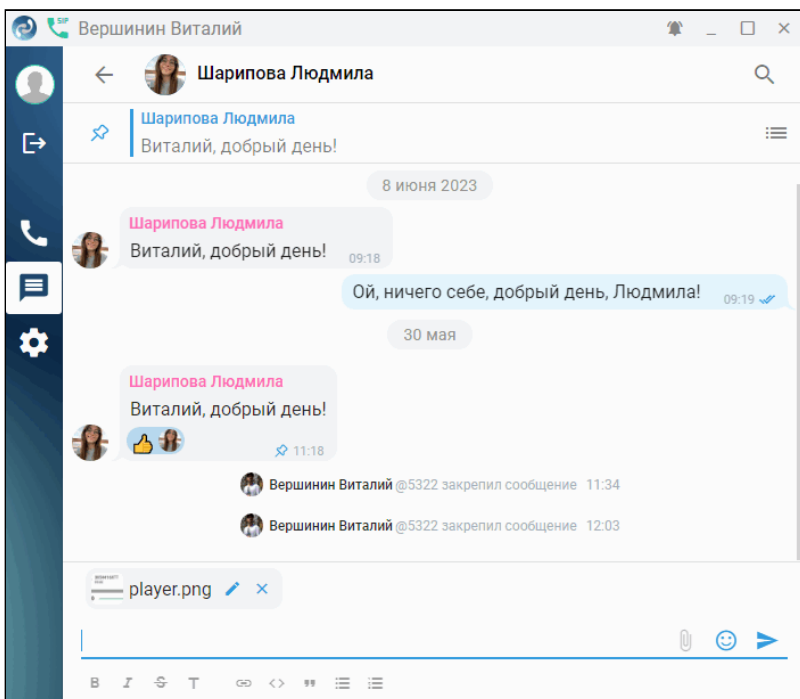 SIP
Вершинин Виталий
Шарипова Людмила
Шарипова Людмила
Виталий, добрый день!
8 июня 2023
Шарипова Людмила
Виталий, добрый день!
09:18
Ой, ничего себе, добрый день, Людмила!
09:19
30 мая
Шарипова Людмила
Виталий, добрый день!
11:18
Вершинин Виталий @5322 закрепил сообщение 11:34
Вершинин Виталий @5322 закрепил сообщение 12:03
player.png
B I S T